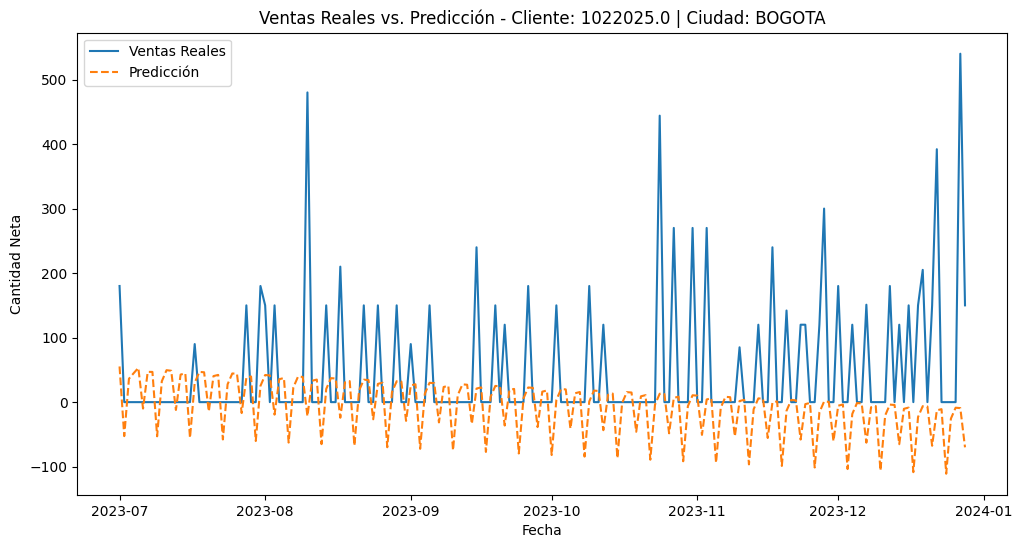 Ventas Reales vs. Predicción - Cliente: 1022025.0 | Ciudad: BOGOTA
Ventas Reales
Predicción
500
400
300
200
100
0
−100
Cantidad Neta
2023-07
2023-08
2023-09
2023-10
2023-11
2023-12
2024-01
Fecha